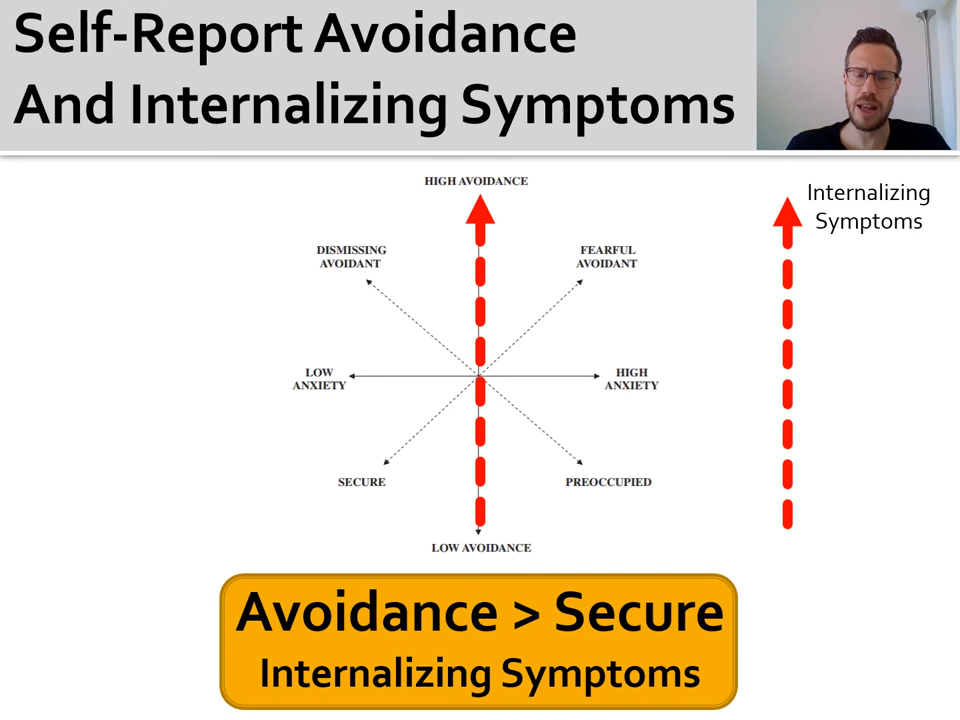 Self-Report Avoidance
And Internalizing Symptoms
HIGH AVOIDANCE
Internalizing
Symptoms
DISMISSING
AVOIDANT
FEARFUL
AVOIDANT
LOW
ANXIETY
HIGH
ANXIETY
SECURE
PREOCCUPIED
LOW AVOIDANCE
Avoidance > Secure
Internalizing Symptoms